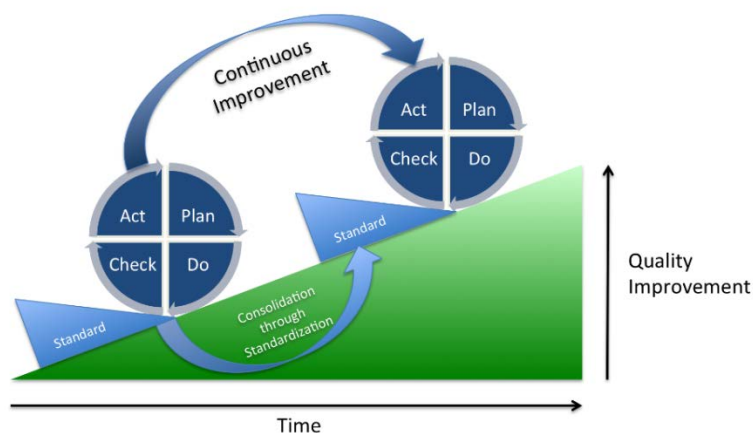 Continuous
Improvement
Act Plan
Check Do
Act Plan
Check Do
Standard
Standard
Consolidation
through
Standardization
Quality
Improvement
Time